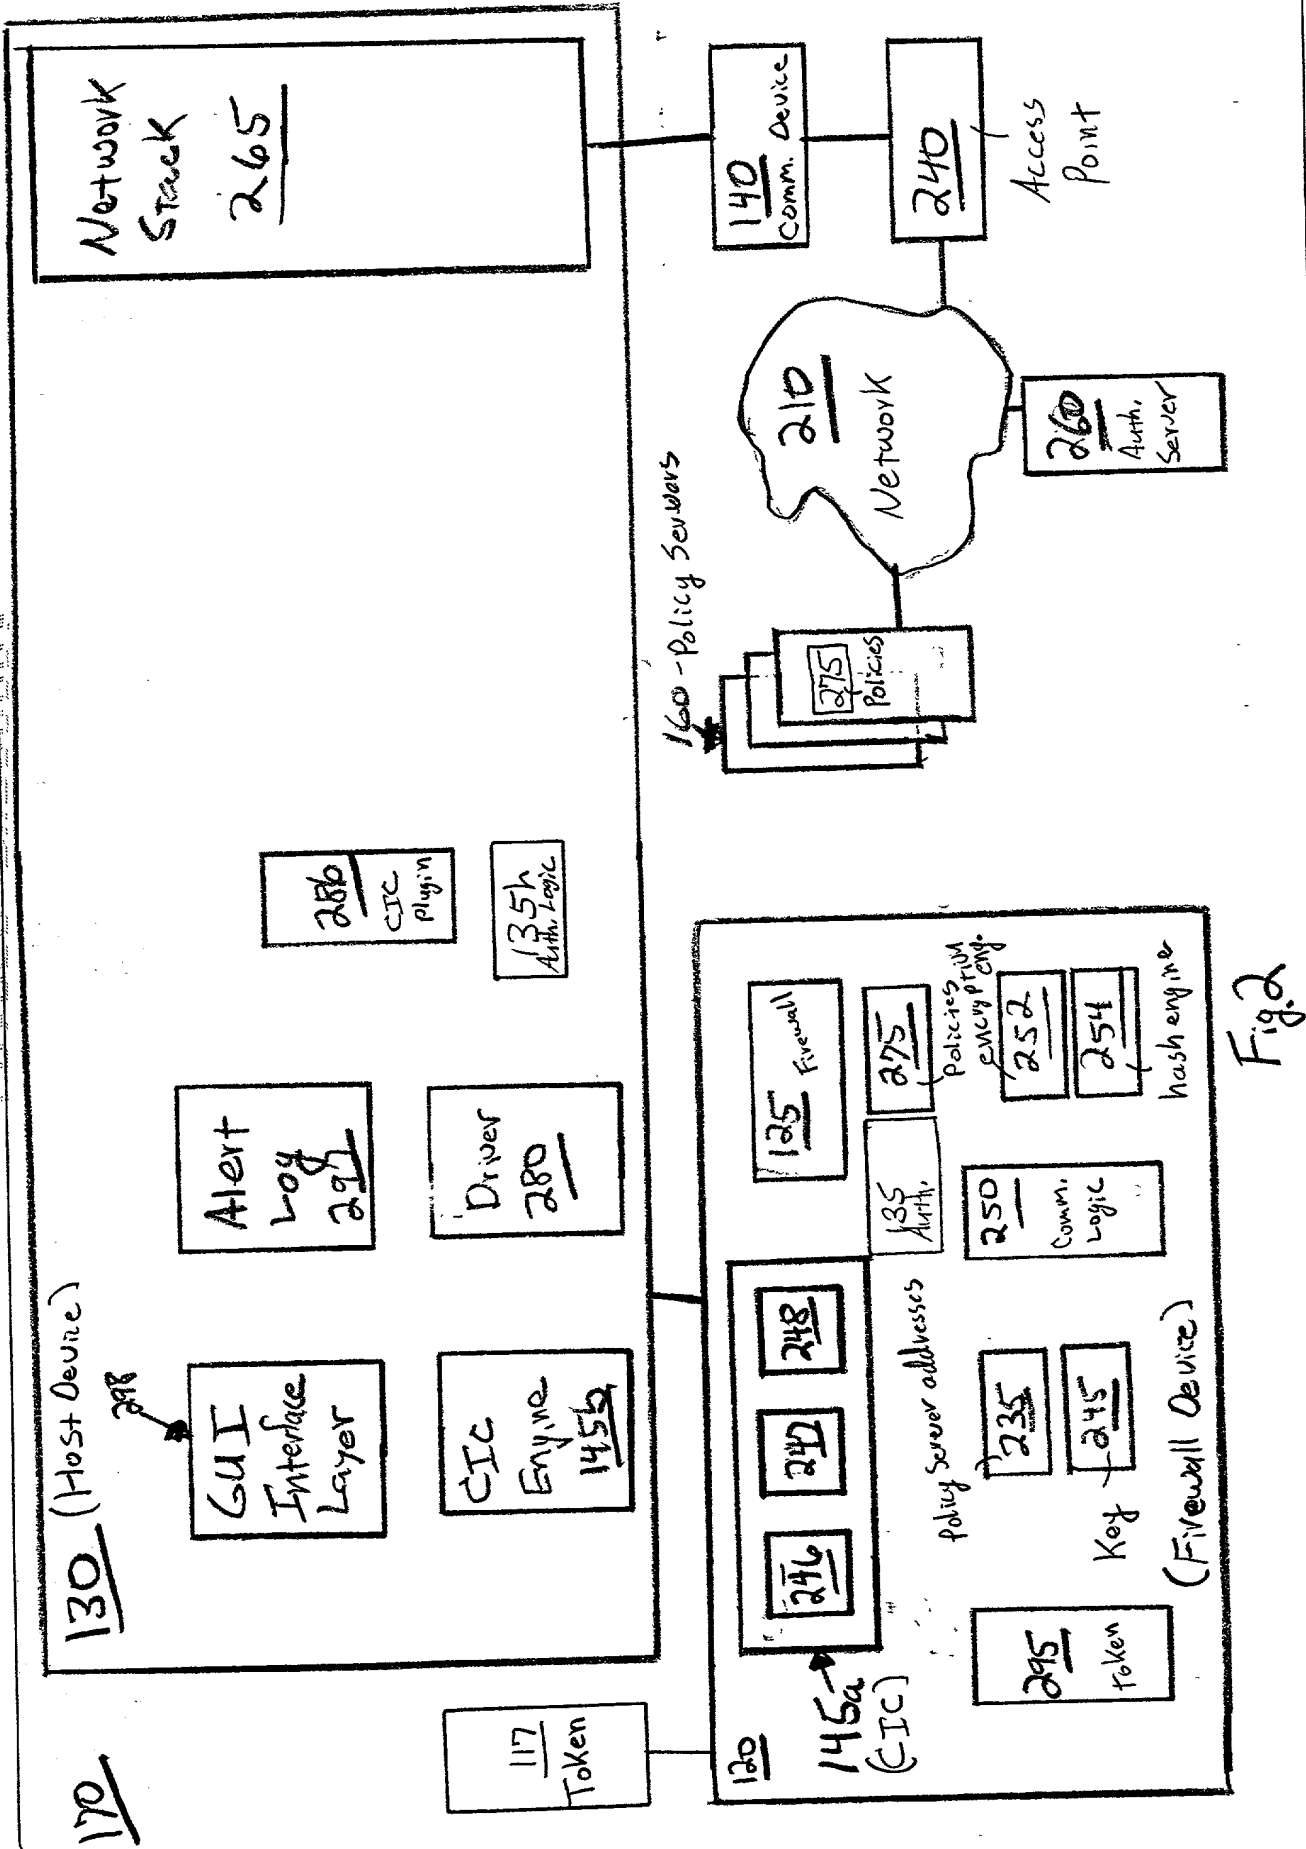 170
130 (Host Device)
298
GUI
Interface
Layer
Alert
Log
297
286
CIC
Plugin
Network
Stack
265
CIC
Engine
145b
Driver
280
135h
Auth. Logic
117
Token
160 - Policy Servers
275
Policies
210
Network
140
Comm. Device
240
Access
Point
260
Auth.
Server
120
145a
(CIC)
246
247
248
125 Firewall
135
Auth.
275
Policies
encryption
eng.
252
254
hash engine
Policy Server addresses
235
245
Key
250
Comm.
Logic
295
Token
(Firewall Device)
Fig. 2